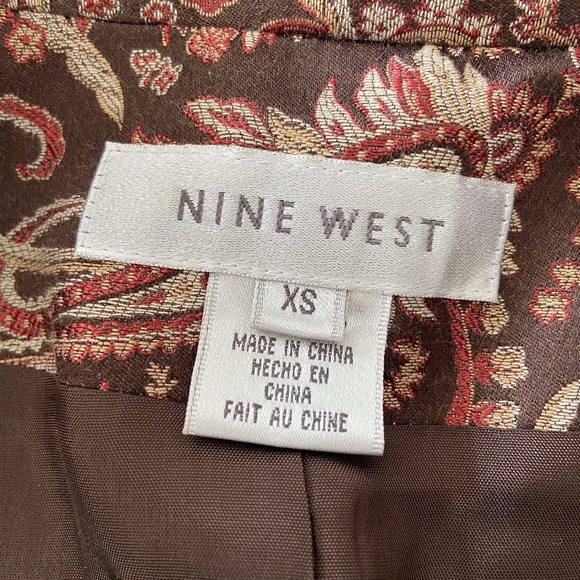 NINE WEST
XS
MADE IN CHINA
HECHO EN
CHINA
FAIT AU CHINE